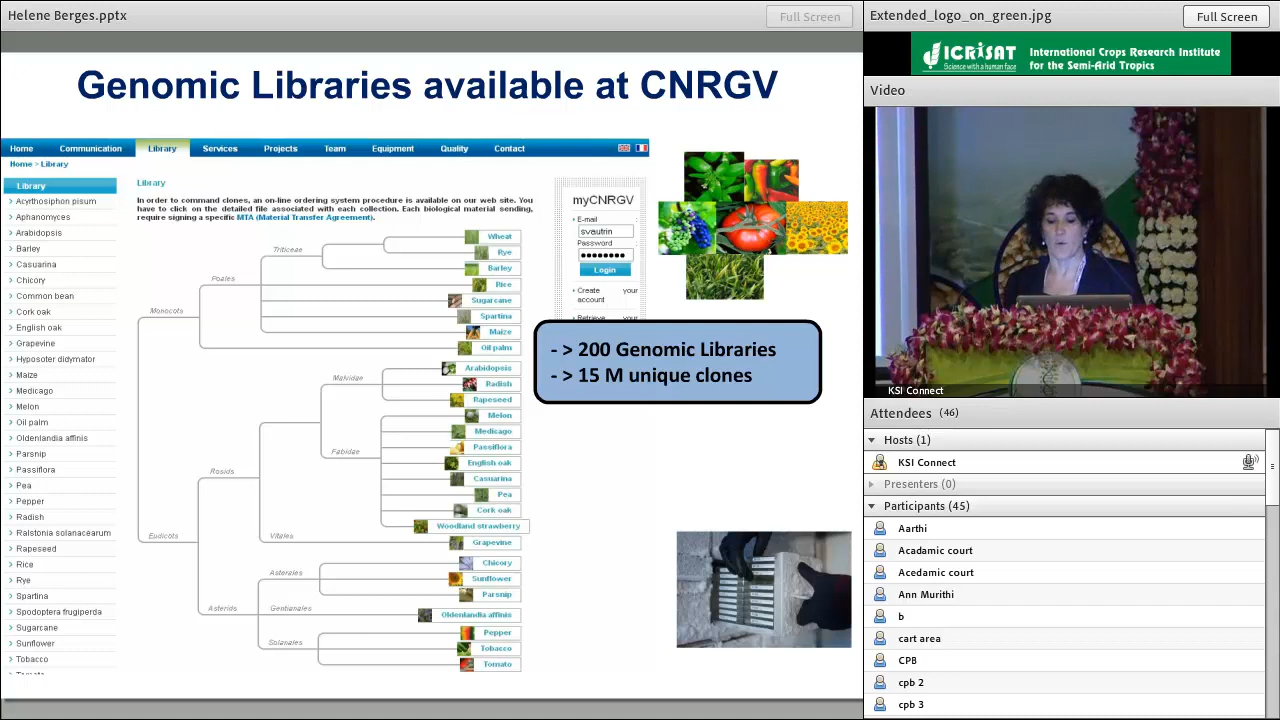 Helene Berges.pptx
Full Screen
Genomic Libraries available at CNRGV
Home Communication Library Services Projects Team Equipment Quality Contact
Home > Library
Library
Acyrthosiphon pisum
Aphanomyces
Arabidopsis
Barley
Casuarina
Chicory
Common bean
Cork oak
English oak
Grapevine
Hyposoter didymator
Maize
Medicago
Melon
Oil palm
Oldenlandia affinis
Parsnip
Passiflora
Pea
Pepper
Radish
Ralstonia solanacearum
Rapeseed
Rice
Rye
Spartina
Spodoptera frugiperda
Sugarcane
Sunflower
Tobacco
Library
In order to command clones, an on-line ordering system procedure is available on our web site. You
have to click on the detailed file associated with each collection. Each biological material sending,
require signing a specific MTA (Material Transfer Agreement).
Monocots
Poales
Triticeae
Wheat
Rye
Barley
Rice
Sugarcane
Spartina
Maize
Oil palm
Eudicots
Rosids
Malvidae
Arabidopsis
Radish
Rapeseed
Fabidae
Melon
Medicago
Passiflora
English oak
Casuarina
Pea
Cork oak
Woodland strawberry
Vitales
Grapevine
Asterids
Asterales
Chicory
Sunflower
Parsnip
Gentianales
Oldenlandia affinis
Solanales
Pepper
Tobacco
Tomato
myCNRGV
E-mail :
svautrin
Password :
Login
Create your
account
Retrieve your
- > 200 Genomic Libraries
- > 15 M unique clones
Extended_logo_on_green.jpg
Full Screen
ICRISAT
Science with a human face
International Crops Research Institute
for the Semi-Arid Tropics
Video
KSI Connect
Attendees (46)
Hosts (1)
KSI Connect
Presenters (0)
Participants (45)
Aarthi
Acadamic court
Acedamic court
Ann Murithi
b
cart area
CPB
cpb 2
cpb 3